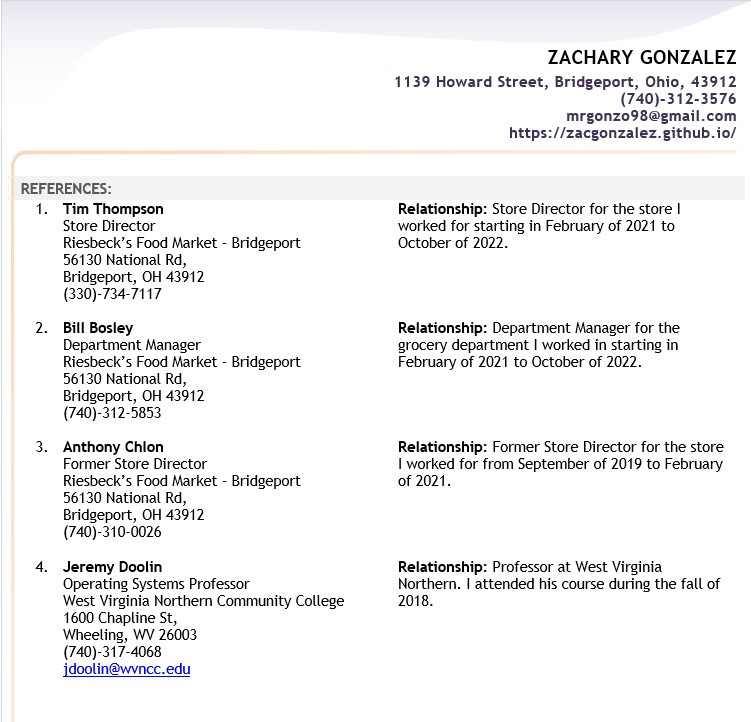 ZACHARY GONZALEZ
1139 Howard Street, Bridgeport, Ohio, 43912
(740)-312-3576
mrgonzo98@gmail.com
https://zacgonzalez.github.io/
REFERENCES:
1. Tim Thompson
Store Director
Riesbeck's Food Market - Bridgeport
56130 National Rd,
Bridgeport, OH 43912
(330)-734-7117
Relationship: Store Director for the store I
worked for starting in February of 2021 to
October of 2022.
2. Bill Bosley
Department Manager
Riesbeck's Food Market - Bridgeport
56130 National Rd,
Bridgeport, OH 43912
(740)-312-5853
Relationship: Department Manager for the
grocery department I worked in starting in
February of 2021 to October of 2022.
3. Anthony Chlon
Former Store Director
Riesbeck's Food Market - Bridgeport
56130 National Rd,
Bridgeport, OH 43912
(740)-310-0026
Relationship: Former Store Director for the store
I worked for from September of 2019 to February
of 2021.
4. Jeremy Doolin
Operating Systems Professor
West Virginia Northern Community College
1600 Chapline St,
Wheeling, WV 26003
(740)-317-4068
jdoolin@wvncc.edu
Relationship: Professor at West Virginia
Northern. I attended his course during the fall of
2018.